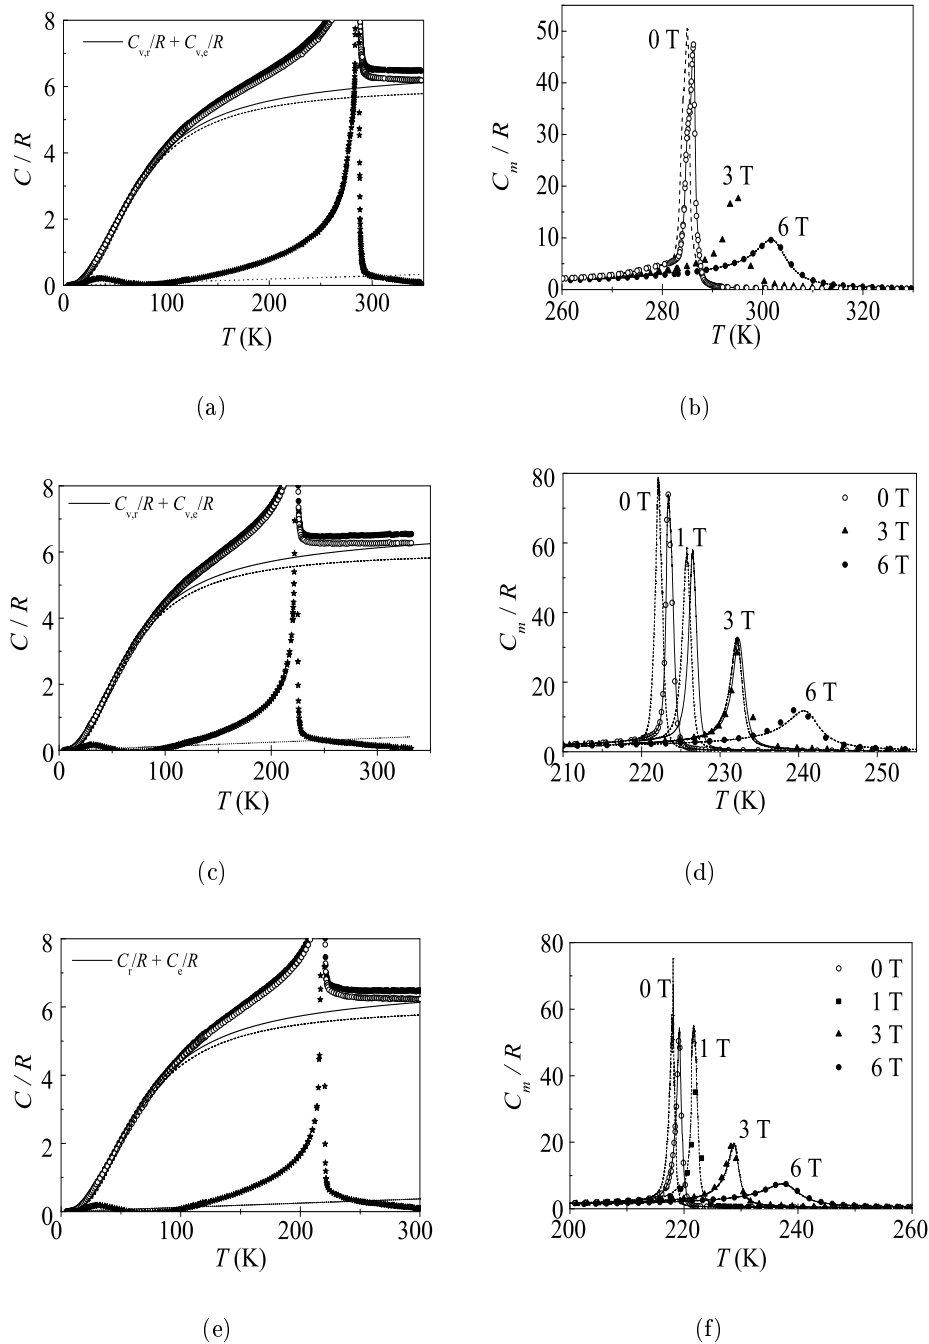 8
6
4
2
0
C / R
C_{v,r}/R + C_{v,e}/R
0 100 200 300
T (K)
(a)
50
40
30
20
10
0
C_m / R
0 T
3 T
6 T
260 280 300 320
T (K)
(b)
8
6
4
2
0
C / R
C_{v,r}/R + C_{v,e}/R
0 100 200 300
T (K)
(c)
80
60
40
20
0
C_m / R
0 T
1 T
3 T
6 T
0 T
3 T
6 T
210 220 230 240 250
T (K)
(d)
8
6
4
2
0
C / R
C_r/R + C_e/R
0 100 200 300
T (K)
(e)
80
60
40
20
0
C_m / R
0 T
1 T
3 T
6 T
0 T
1 T
3 T
6 T
200 220 240 260
T (K)
(f)